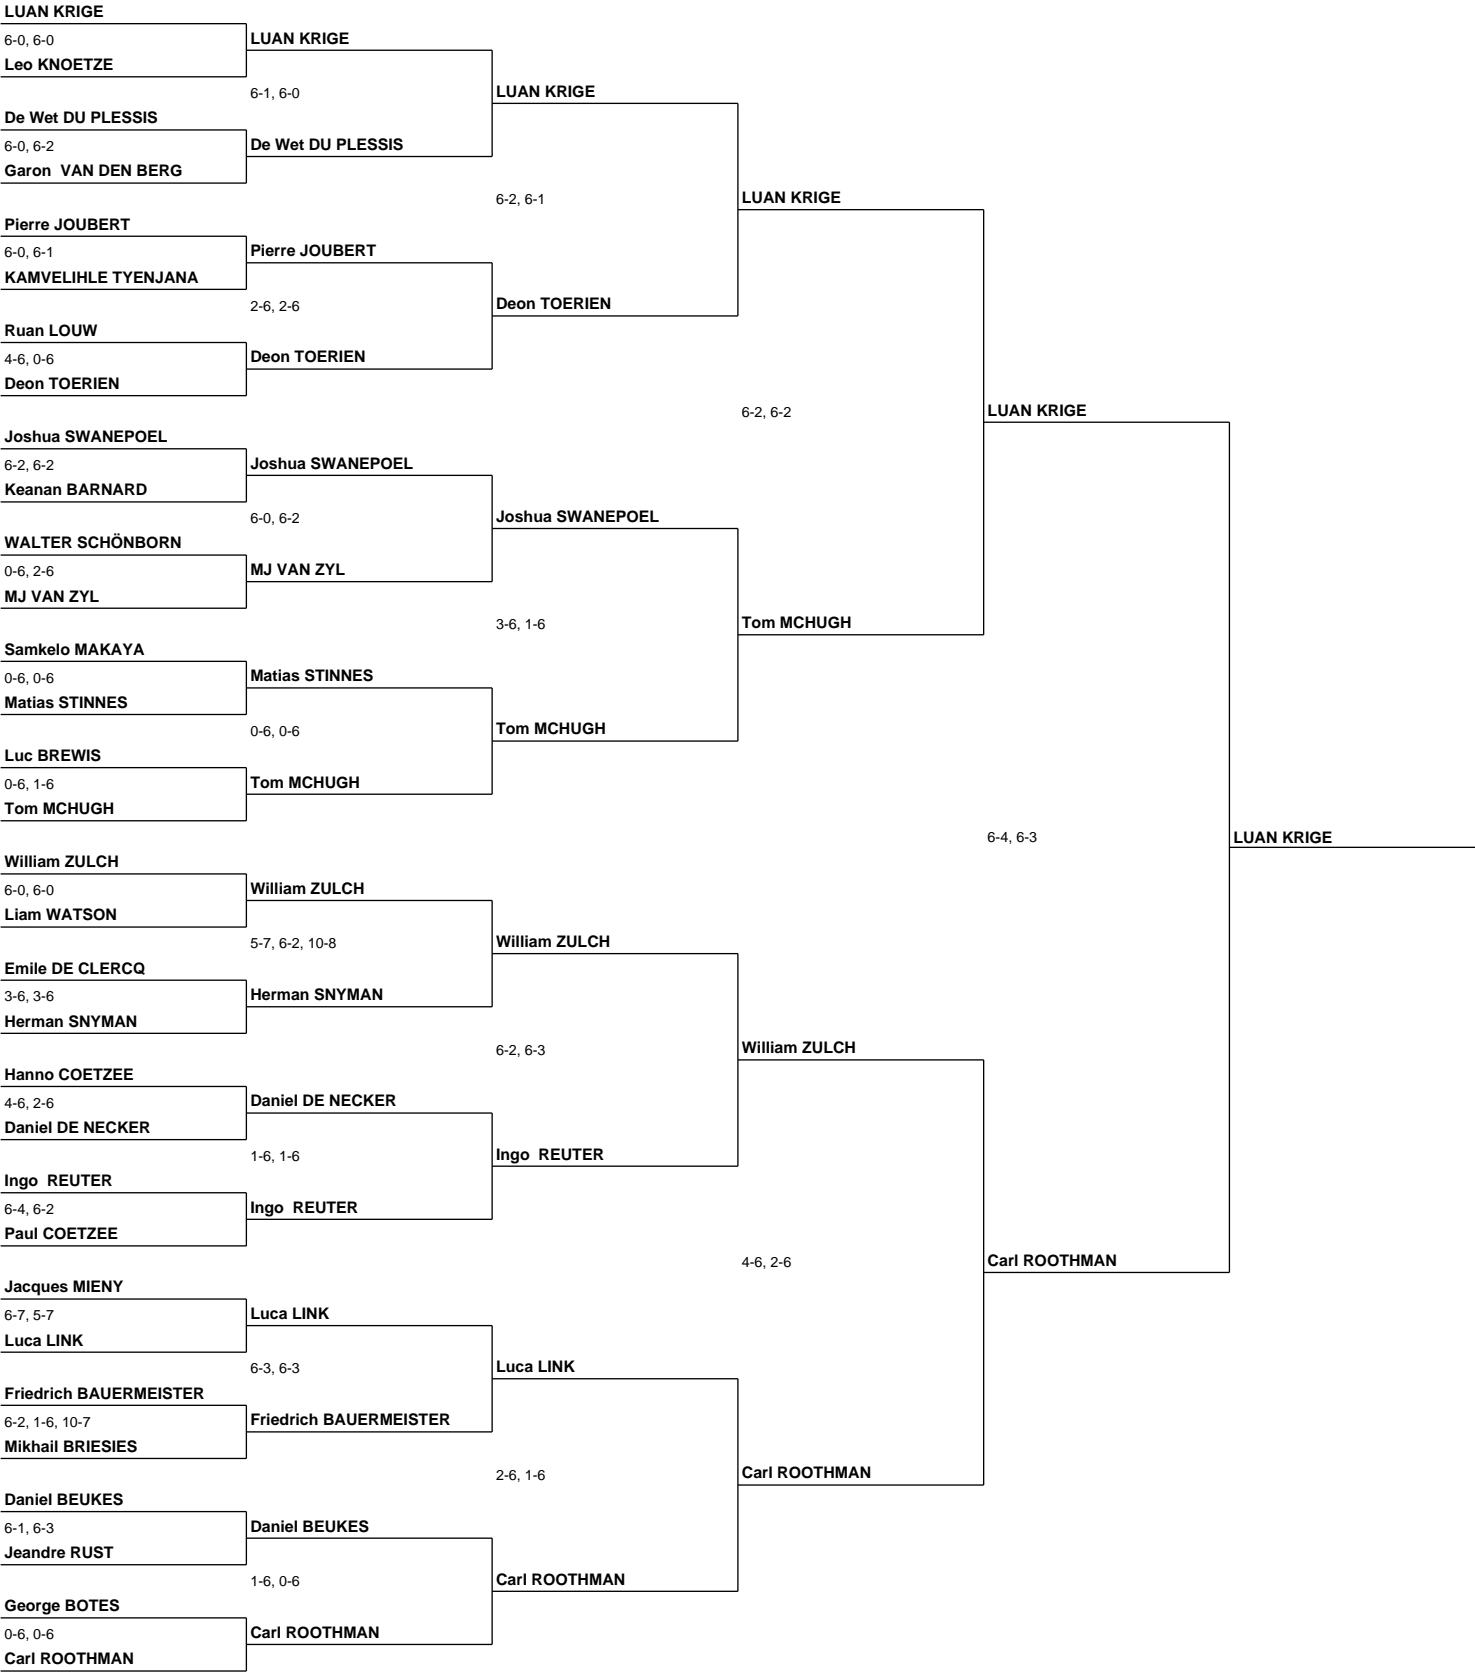 LUAN KRIGE
6-0, 6-0
LUAN KRIGE
Leo KNOETZE
6-1, 6-0
LUAN KRIGE
De Wet DU PLESSIS
6-0, 6-2
De Wet DU PLESSIS
Garon  VAN DEN BERG
6-2, 6-1
LUAN KRIGE
Pierre JOUBERT
6-0, 6-1
Pierre JOUBERT
KAMVELIHLE TYENJANA
2-6, 2-6
Deon TOERIEN
Ruan LOUW
4-6, 0-6
Deon TOERIEN
Deon TOERIEN
6-2, 6-2
LUAN KRIGE
Joshua SWANEPOEL
6-2, 6-2
Joshua SWANEPOEL
Keanan BARNARD
6-0, 6-2
Joshua SWANEPOEL
WALTER SCHÖNBORN
0-6, 2-6
MJ VAN ZYL
MJ VAN ZYL
3-6, 1-6
Tom MCHUGH
Samkelo MAKAYA
0-6, 0-6
Matias STINNES
Matias STINNES
0-6, 0-6
Tom MCHUGH
Luc BREWIS
0-6, 1-6
Tom MCHUGH
Tom MCHUGH
6-4, 6-3
LUAN KRIGE
William ZULCH
6-0, 6-0
William ZULCH
Liam WATSON
5-7, 6-2, 10-8
William ZULCH
Emile DE CLERCQ
3-6, 3-6
Herman SNYMAN
Herman SNYMAN
6-2, 6-3
William ZULCH
Hanno COETZEE
4-6, 2-6
Daniel DE NECKER
Daniel DE NECKER
1-6, 1-6
Ingo  REUTER
Ingo  REUTER
6-4, 6-2
Ingo  REUTER
Paul COETZEE
4-6, 2-6
Carl ROOTHMAN
Jacques MIENY
6-7, 5-7
Luca LINK
Luca LINK
6-3, 6-3
Luca LINK
Friedrich BAUERMEISTER
6-2, 1-6, 10-7
Friedrich BAUERMEISTER
Mikhail BRIESIES
2-6, 1-6
Carl ROOTHMAN
Daniel BEUKES
6-1, 6-3
Daniel BEUKES
Jeandre RUST
1-6, 0-6
Carl ROOTHMAN
George BOTES
0-6, 0-6
Carl ROOTHMAN
Carl ROOTHMAN